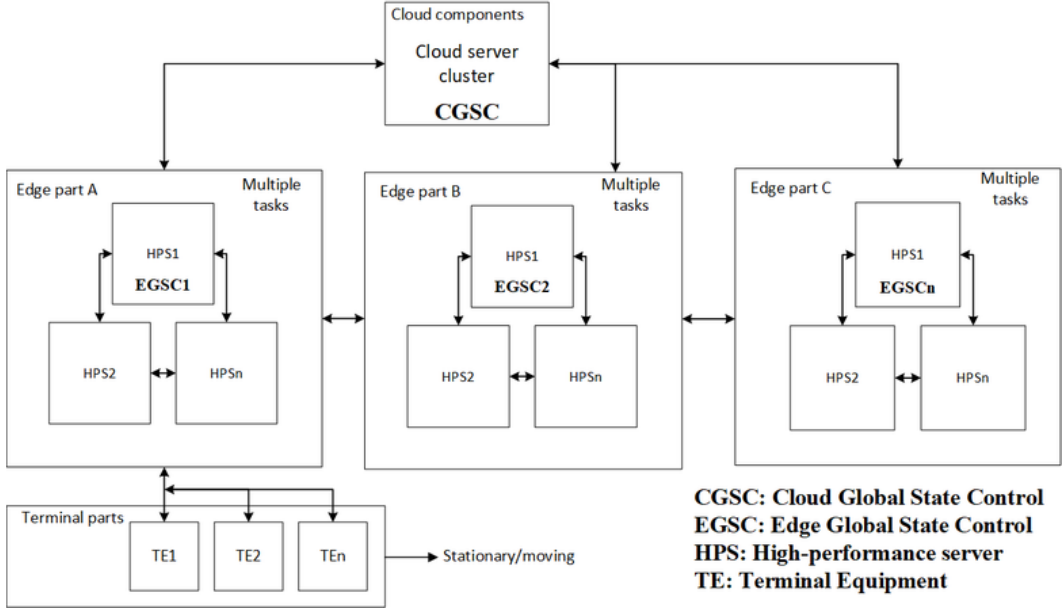 Cloud components
Cloud server
cluster
CGSC
Edge part A
Multiple
tasks
HPS1
EGSC1
HPS2
HPSn
Edge part B
Multiple
tasks
HPS1
EGSC2
HPS2
HPSn
Edge part C
Multiple
tasks
HPS1
EGSCn
HPS2
HPSn
Terminal parts
TE1
TE2
TEn
Stationary/moving
CGSC: Cloud Global State Control
EGSC: Edge Global State Control
HPS: High-performance server
TE: Terminal Equipment